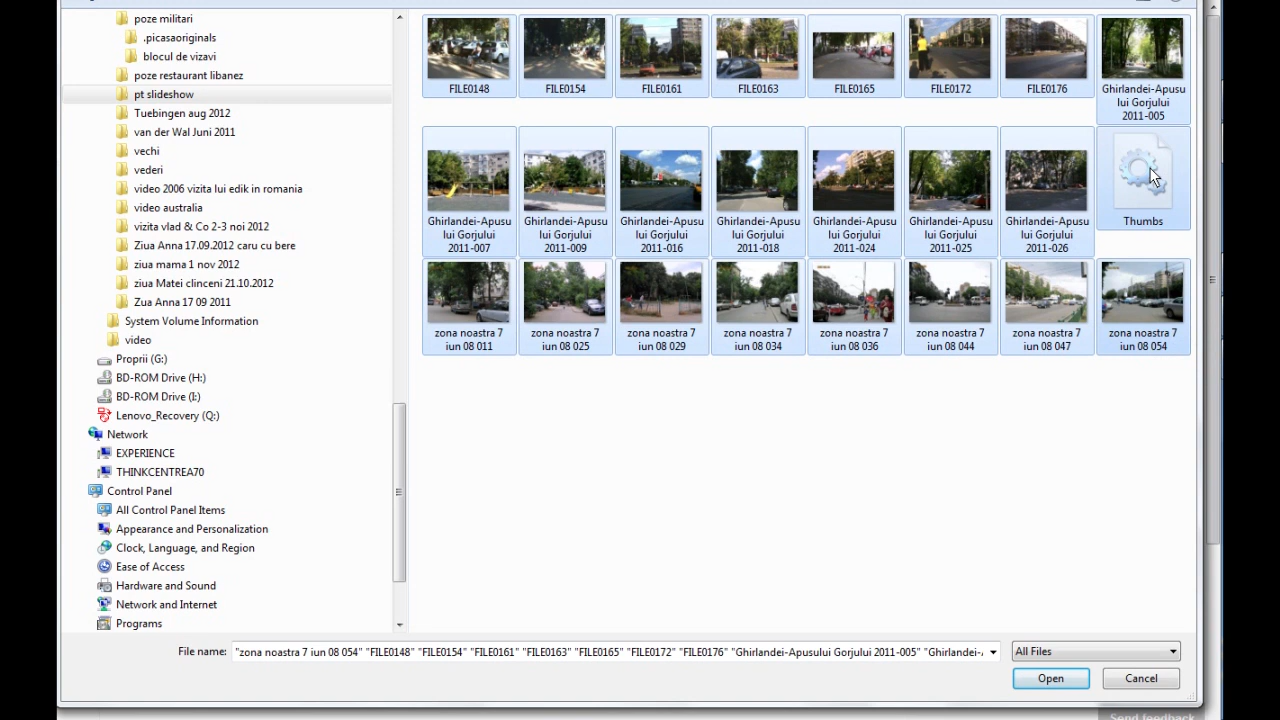 poze militari
.picasaoriginals
blocul de vizavi
poze restaurant libanez
pt slideshow
Tuebingen aug 2012
van der Wal Juni 2011
vechi
vederi
video 2006 vizita lui edik in romania
video australia
vizita vlad & Co 2-3 noi 2012
Ziua Anna 17.09.2012 caru cu bere
ziua mama 1 nov 2012
ziua Matei clinceni 21.10.2012
Zua Anna 17 09 2011
System Volume Information
video
Proprii (G:)
BD-ROM Drive (H:)
BD-ROM Drive (I:)
Lenovo_Recovery (Q:)
Network
EXPERIENCE
THINKCENTREA70
Control Panel
All Control Panel Items
Appearance and Personalization
Clock, Language, and Region
Ease of Access
Hardware and Sound
Network and Internet
Programs
FILE0148
FILE0154
FILE0161
FILE0163
FILE0165
FILE0172
FILE0176
Ghirlandei-Apusu
lui Gorjului
2011-005
Ghirlandei-Apusu
lui Gorjului
2011-007
Ghirlandei-Apusu
lui Gorjului
2011-009
Ghirlandei-Apusu
lui Gorjului
2011-016
Ghirlandei-Apusu
lui Gorjului
2011-018
Ghirlandei-Apusu
lui Gorjului
2011-024
Ghirlandei-Apusu
lui Gorjului
2011-025
Ghirlandei-Apusu
lui Gorjului
2011-026
Thumbs
zona noastra 7
iun 08 011
zona noastra 7
iun 08 025
zona noastra 7
iun 08 029
zona noastra 7
iun 08 034
zona noastra 7
iun 08 036
zona noastra 7
iun 08 044
zona noastra 7
iun 08 047
zona noastra 7
iun 08 054
File name: "zona noastra 7 iun 08 054" "FILE0148" "FILE0154" "FILE0161" "FILE0163" "FILE0165" "FILE0172" "FILE0176" "Ghirlandei-Apusului Gorjului 2011-005" "Ghirlandei-
All Files
Open
Cancel
Send feedback